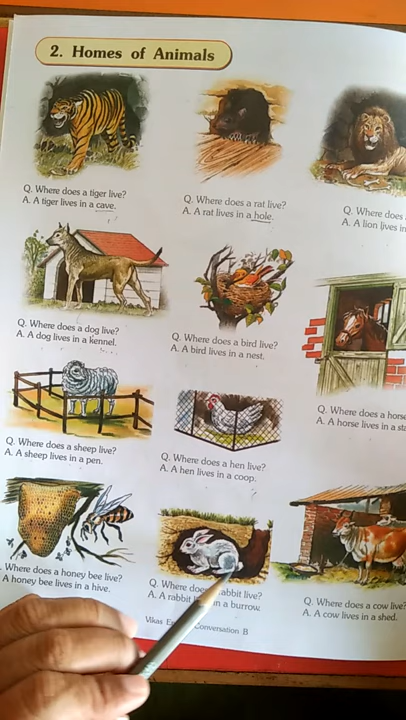 2. Homes of Animals
Q. Where does a tiger live?
A. A tiger lives in a cave.
Q. Where does a rat live?
A. A rat lives in a hole.
Q. Where does
A. A lion lives in
Q. Where does a dog live?
A. A dog lives in a kennel.
Q. Where does a bird live?
A. A bird lives in a nest.
Q. Where does a horse
A. A horse lives in a
Q. Where does a sheep live?
A. A sheep lives in a pen.
Q. Where does a hen live?
A. A hen lives in a coop.
Where does a honey bee live?
A honey bee lives in a hive.
Q. Where does rabbit live?
A. A rabbit in a burrow.
Q. Where does a cow live?
A. A cow lives in a shed.
Vikas Conversation B